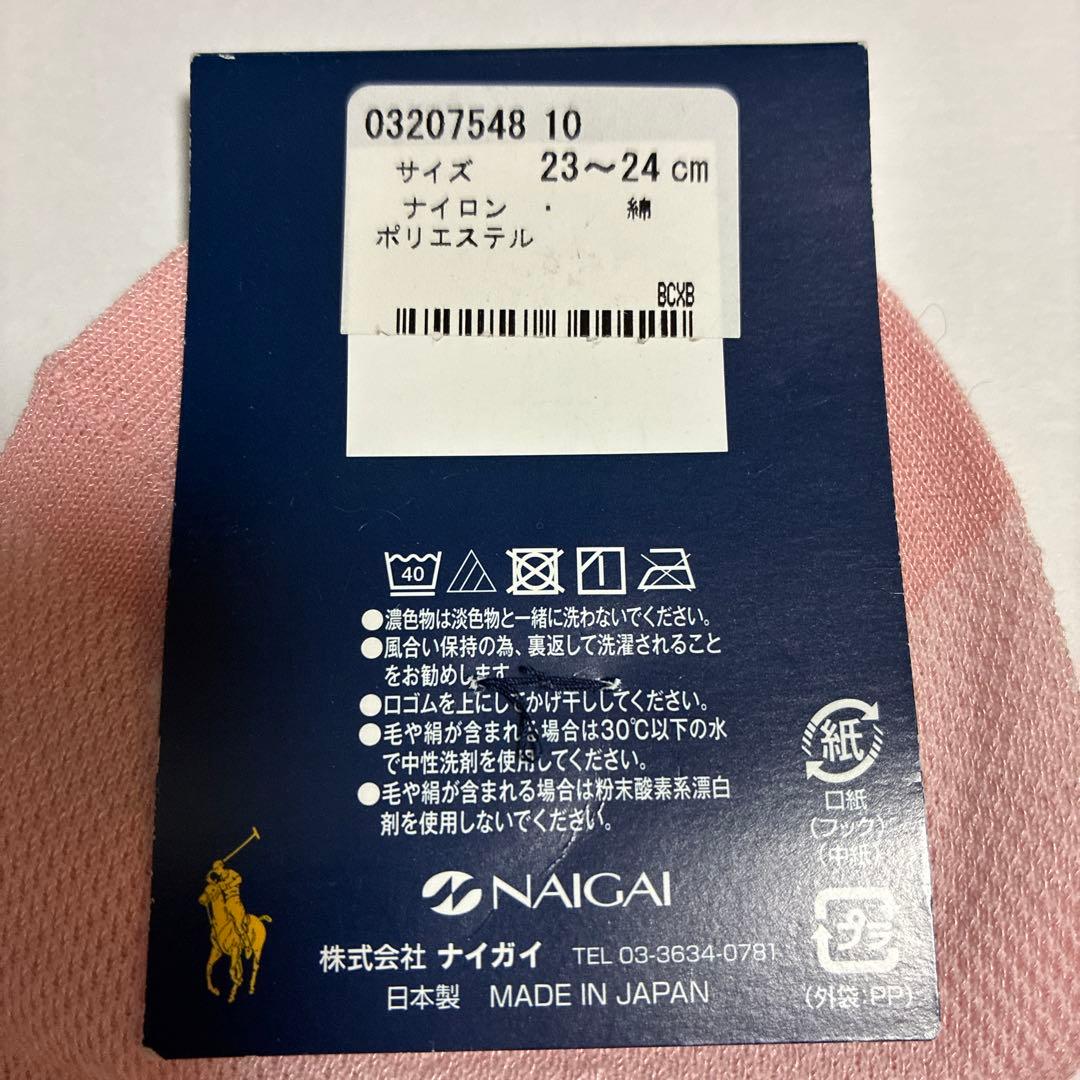 03207548 10
サイズ 23～24 cm
ナイロン ・ 綿
ポリエステル
BCXB
40
●濃色物は淡色物と一緒に洗わないでください。
●風合い保持の為、裏返して洗濯されること
をお勧めします
●口ゴムを上にしてかげ干ししてください。
●毛や絹が含まれる場合は30℃以下の水
で中性洗剤を使用してください。
●毛や絹が含まれる場合は粉末酸素系漂白
剤を使用しないでください。
紙
口紙
(フック)
(中紙)
NAIGAI
プラ
株式会社 ナイガイ TEL 03-3634-0781
日本製 MADE IN JAPAN
(外袋:PP)